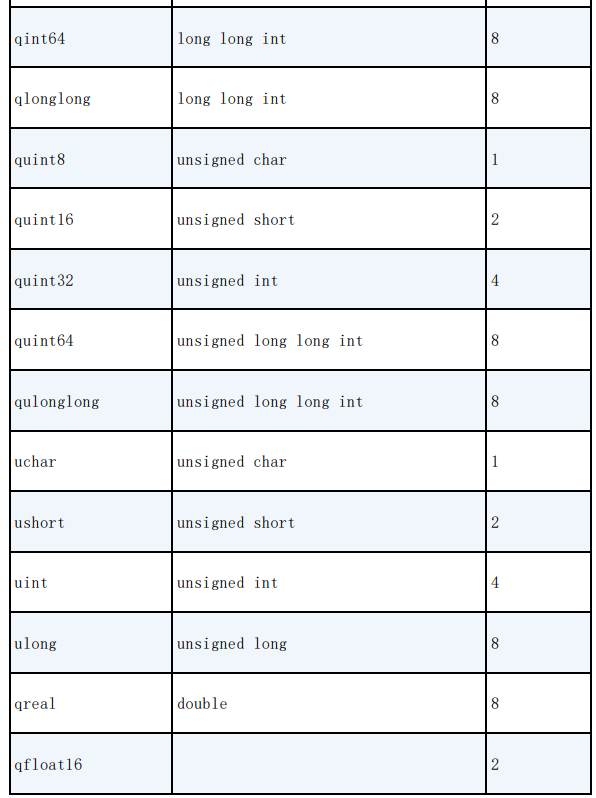 qint64 long long int 8
qlonglong long long int 8
quint8 unsigned char 1
quint16 unsigned short 2
quint32 unsigned int 4
quint64 unsigned long long int 8
qulonglong unsigned long long int 8
uchar unsigned char 1
ushort unsigned short 2
uint unsigned int 4
ulong unsigned long 8
qreal double 8
qfloat16 2